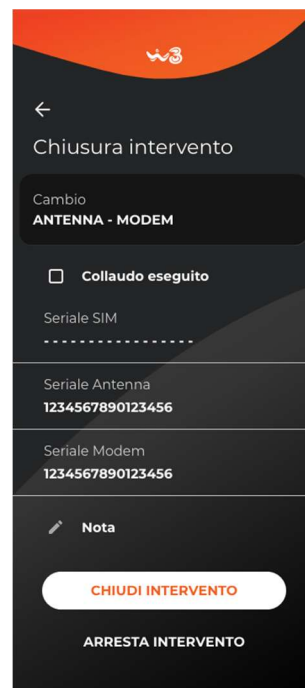 W3
Chiusura intervento
Cambio
ANTENNA - MODEM
Collaudo eseguito
Seriale SIM
- - - - - - - - - - - - - - - - -
Seriale Antenna
1234567890123456
Seriale Modem
1234567890123456
Nota
CHIUDI INTERVENTO
ARRESTA INTERVENTO